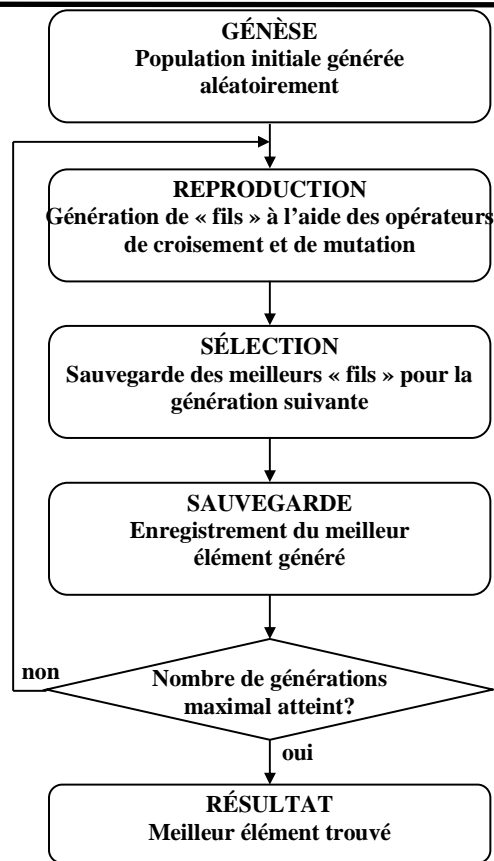 GÉNÈSE
Population initiale générée
aléatoirement
REPRODUCTION
Génération de « fils » à l’aide des opérateurs
de croisement et de mutation
SÉLECTION
Sauvegarde des meilleurs « fils » pour la
génération suivante
SAUVEGARDE
Enregistrement du meilleur
élément généré
non
Nombre de générations
maximal atteint?
oui
RÉSULTAT
Meilleur élément trouvé